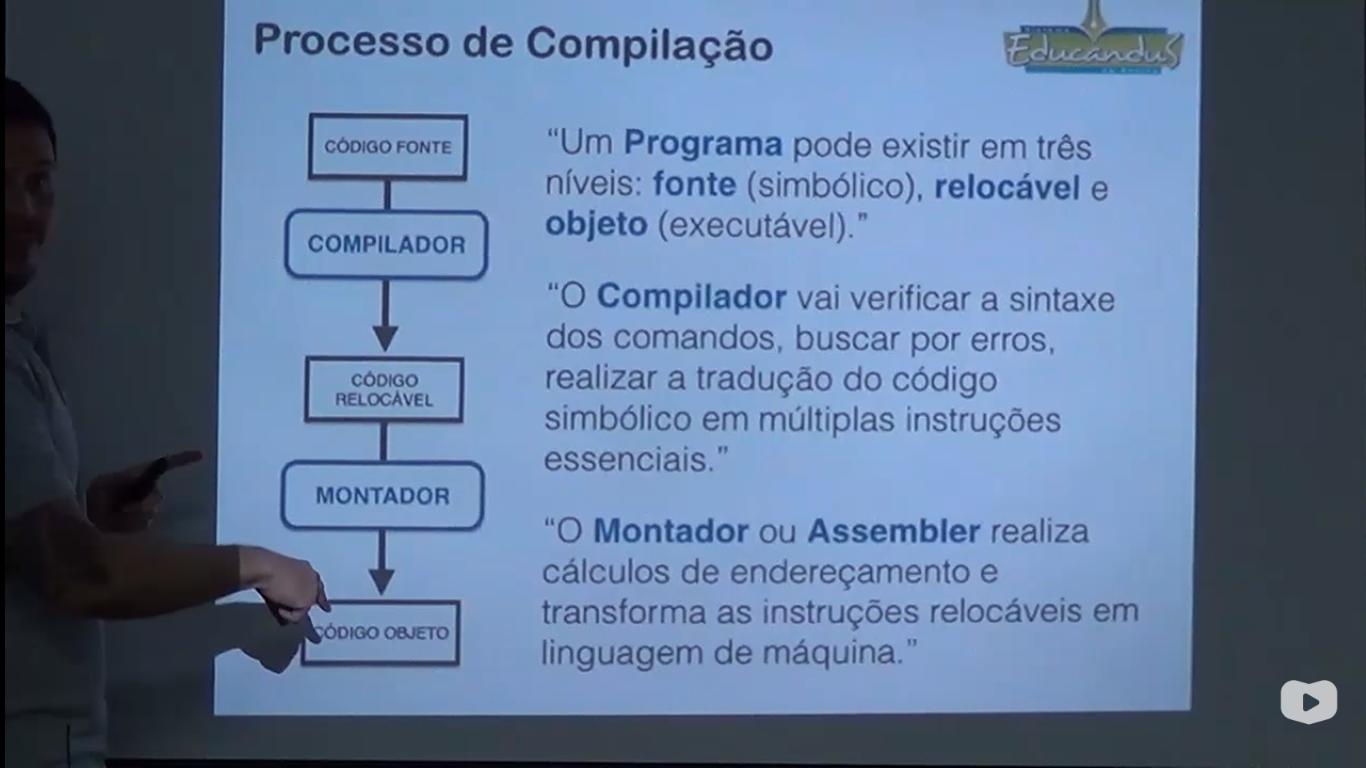 Processo de Compilação
Educandus
CÓDIGO FONTE
COMPILADOR
CÓDIGO
RELOCÁVEL
MONTADOR
CÓDIGO OBJETO
“Um Programa pode existir em três
níveis: fonte (simbólico), relocável e
objeto (executável).”
“O Compilador vai verificar a sintaxe
dos comandos, buscar por erros,
realizar a tradução do código
simbólico em múltiplas instruções
essenciais.”
“O Montador ou Assembler realiza
cálculos de endereçamento e
transforma as instruções relocáveis em
linguagem de máquina.”